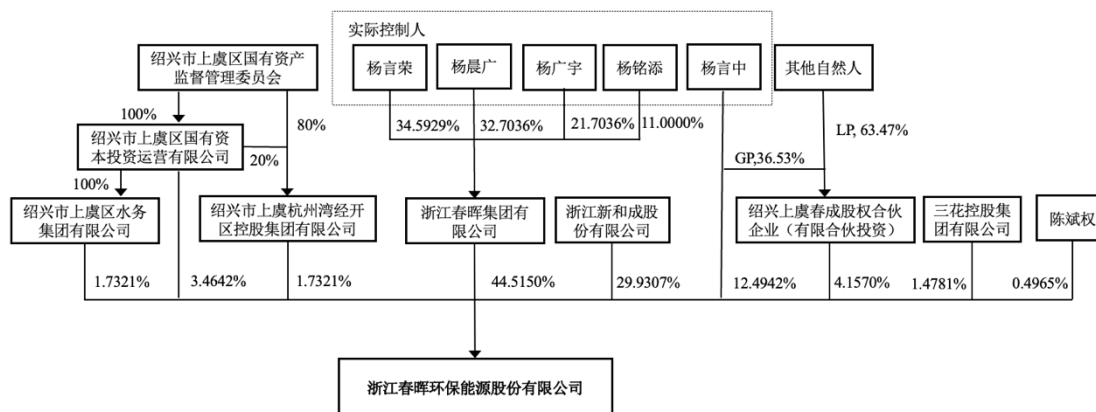 实际控制人
绍兴市上虞区国有资产
监督管理委员会
杨言荣
杨晨广
杨广宇
杨铭添
杨言中
其他自然人
100%
80%
34.5929%
32.7036%
21.7036%
11.0000%
LP, 63.47%
绍兴市上虞区国有资
本投资运营有限公司
20%
GP,36.53%
100%
绍兴市上虞区水务
集团有限公司
绍兴市上虞杭州湾经开
区控股集团有限公司
浙江春晖集团有
限公司
浙江新和成股
份有限公司
绍兴上虞春成股权合伙
企业（有限合伙投资）
三花控股集
团有限公司
陈斌权
1.7321%
3.4642%
1.7321%
44.5150%
29.9307%
12.4942%
4.1570%
1.4781%
0.4965%
浙江春晖环保能源股份有限公司